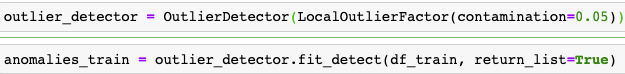 outlier_detector = OutlierDetector(LocalOutlierFactor(contamination=0.05))
anomalies_train = outlier_detector.fit_detect(df_train, return_list=True)